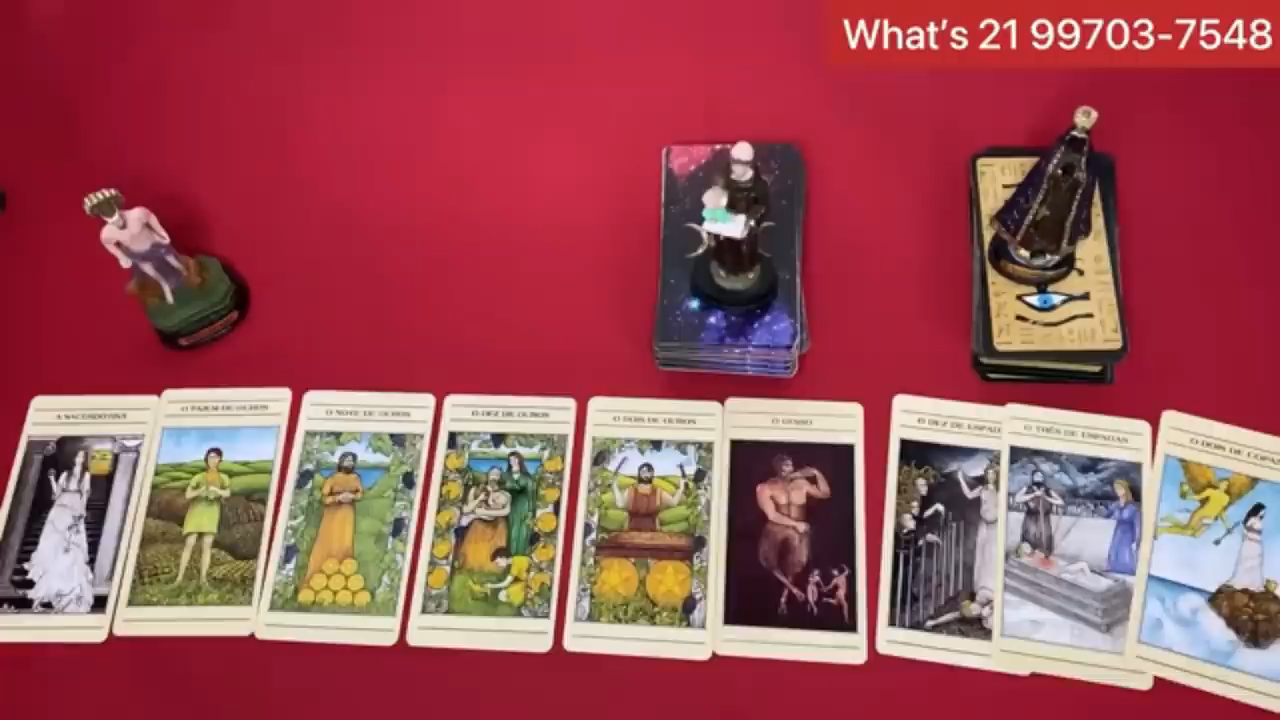 What's 21 99703-7548
A SACERDOTISA
O PAJEM DE OUROS
O NOVE DE OUROS
O DEZ DE OUROS
O DOIS DE OUROS
O DIABO
O DEZ DE ESPADA
O TRÊS DE ESPADAS
O DOIS DE COPAS